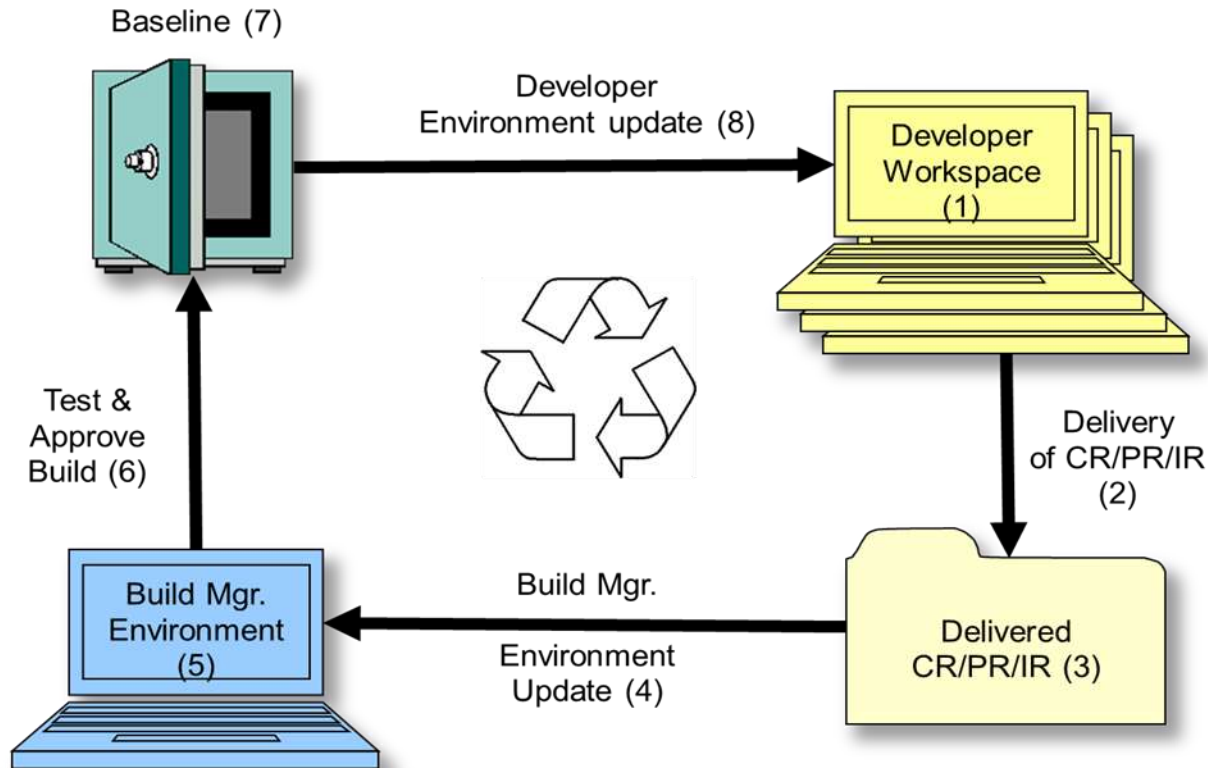 Baseline (7)
Developer
Environment update (8)
Developer
Workspace
(1)
Delivery
of CR/PR/IR
(2)
Delivered
CR/PR/IR (3)
Build Mgr.
Environment
Update (4)
Build Mgr.
Environment
(5)
Test &
Approve
Build (6)